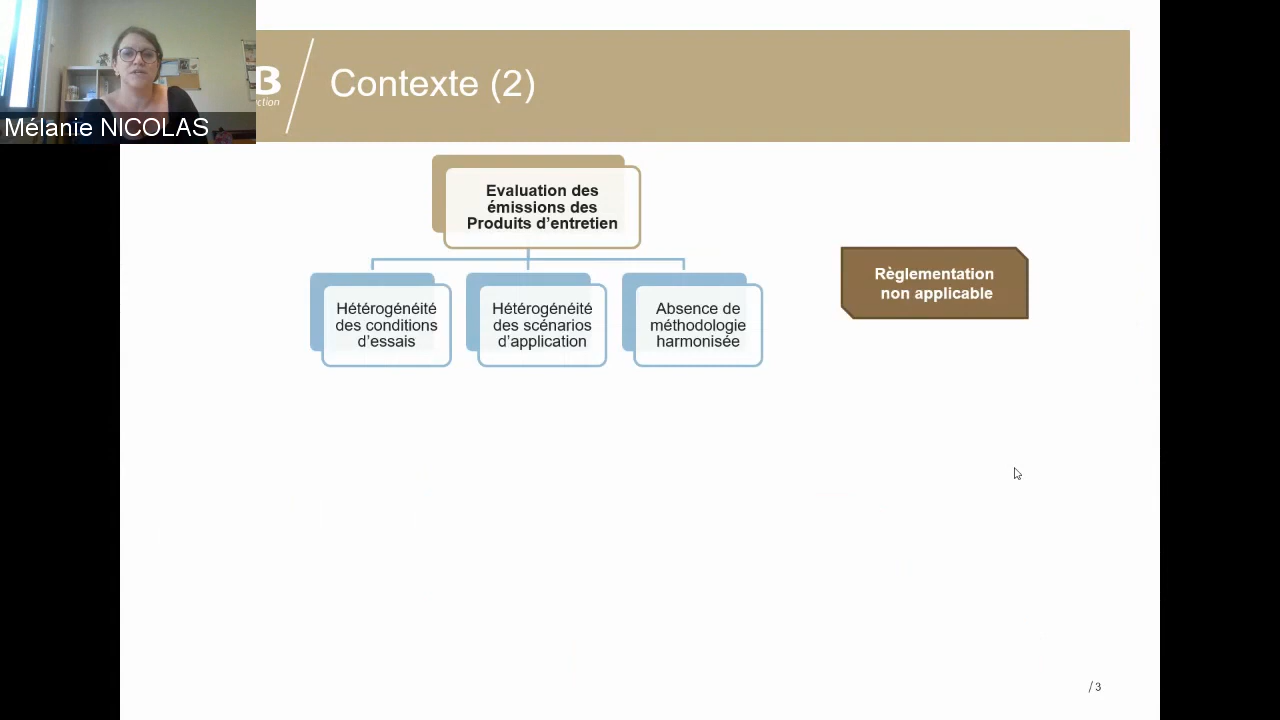 B
ction
Contexte (2)
Mélanie NICOLAS
Evaluation des
émissions des
Produits d'entretien
Hétérogénéité
des conditions
d'essais
Hétérogénéité
des scénarios
d'application
Absence de
méthodologie
harmonisée
Règlementation
non applicable
/ 3